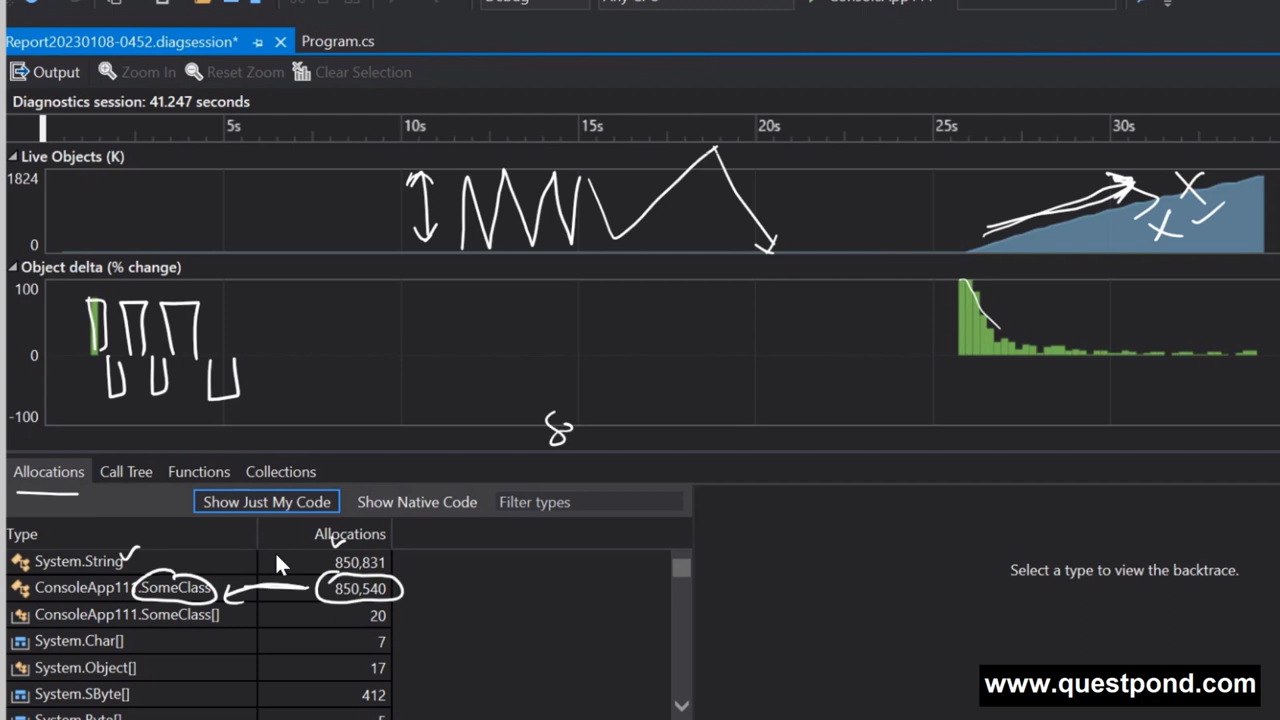 Report20230108-0452.diagsession* Program.cs
Output Zoom In Reset Zoom Clear Selection
Diagnostics session: 41.247 seconds
5s 10s 15s 20s 25s 30s
Live Objects (K)
1824
0
Object delta (% change)
100
0
-100
Allocations Call Tree Functions Collections
Show Just My Code Show Native Code Filter types
Type Allocations
System.String 850,831
ConsoleApp111.SomeClass 850,540
ConsoleApp111.SomeClass[] 20
System.Char[] 7
System.Object[] 17
System.SByte[] 412
Select a type to view the backtrace.
www.questpond.com